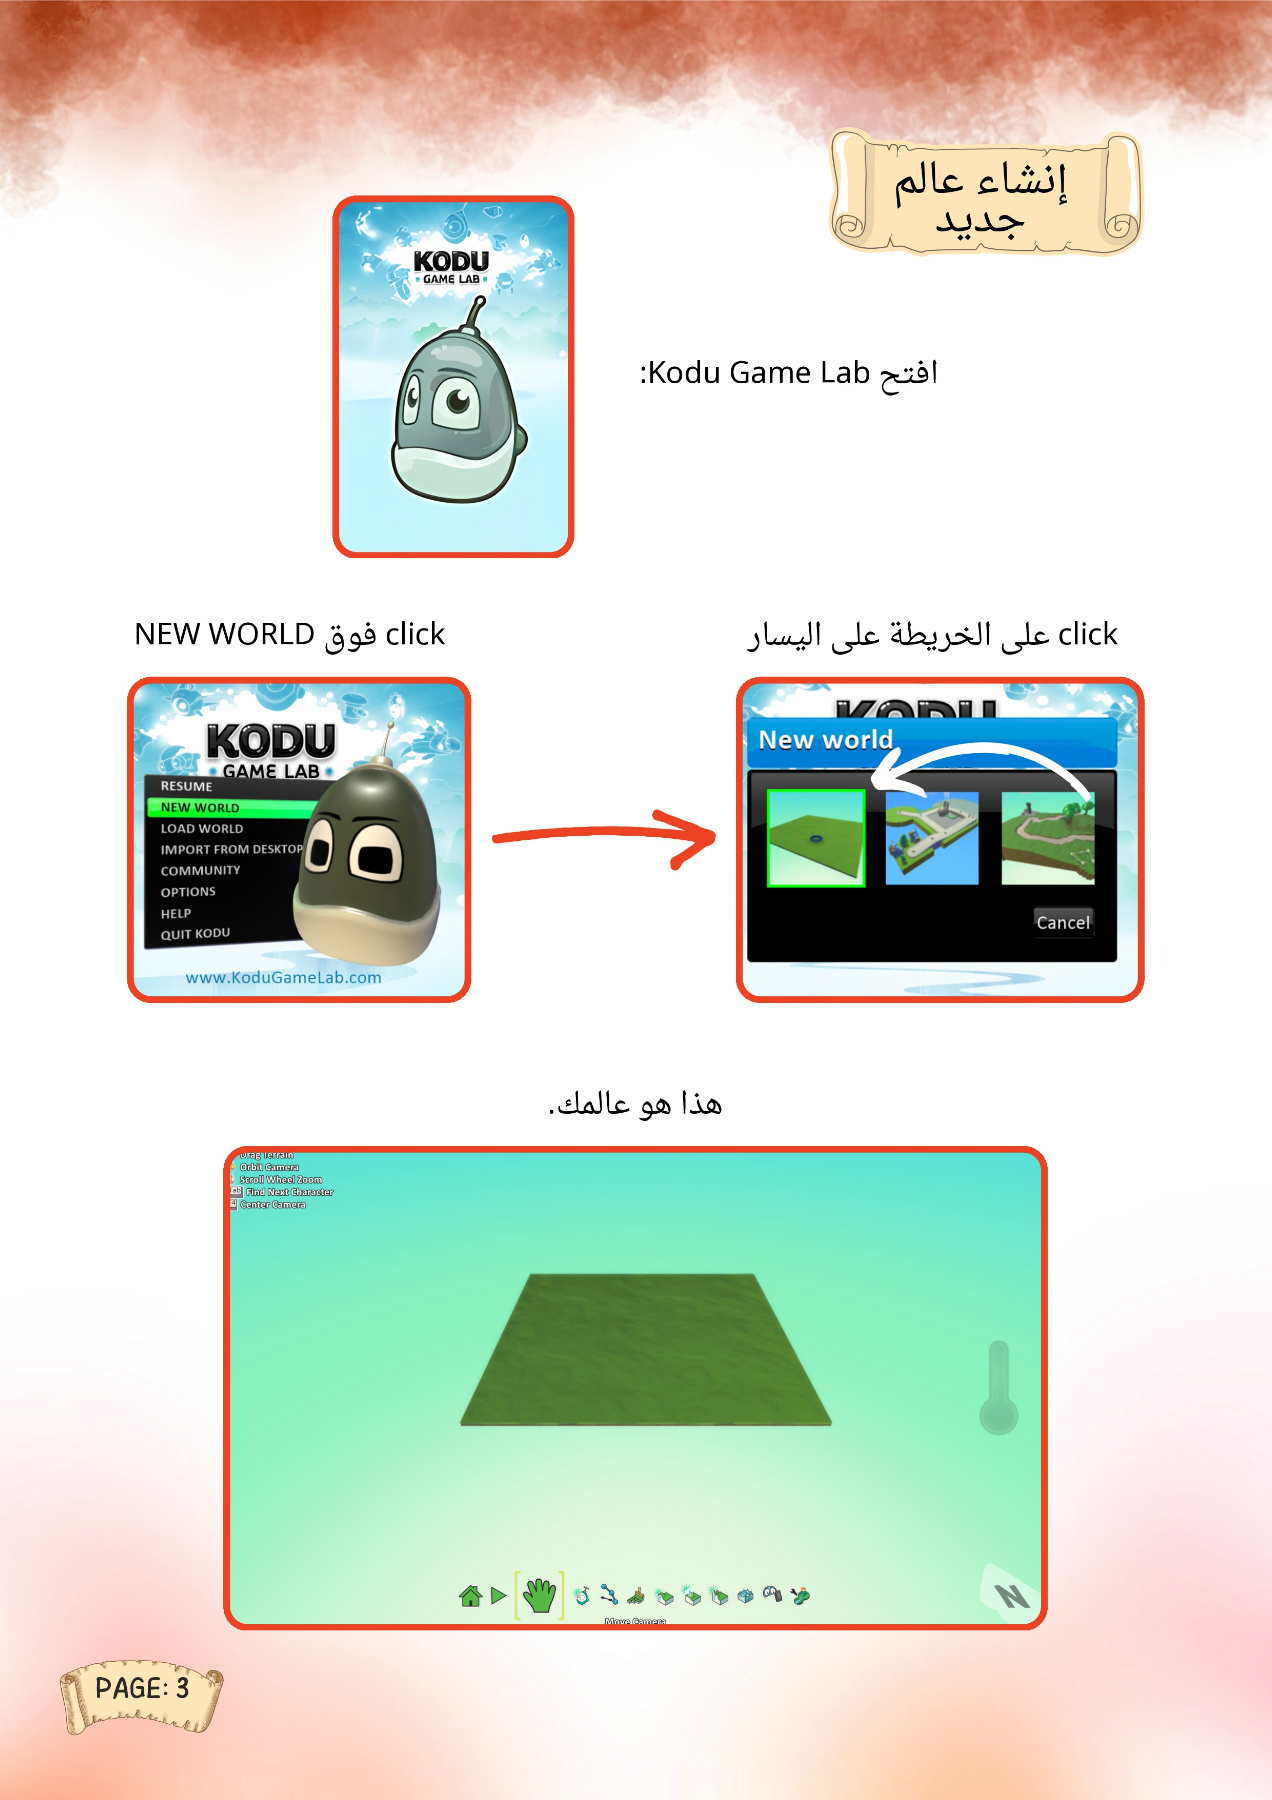 إنشاء عالم
جديد
KODU
GAME LAB
افتح Kodu Game Lab:
click فوق NEW WORLD
KODU
GAME LAB
RESUME
NEW WORLD
LOAD WORLD
IMPORT FROM DESKTOP
COMMUNITY
OPTIONS
HELP
QUIT KODU
www.KoduGameLab.com
click على الخريطة على اليسار
KODU
New world
Cancel
هذا هو عالمك.
Drag Terrain
Orbit Camera
Scroll Wheel Zoom
Find Next Character
Center Camera
N
Move Camera
PAGE: 3